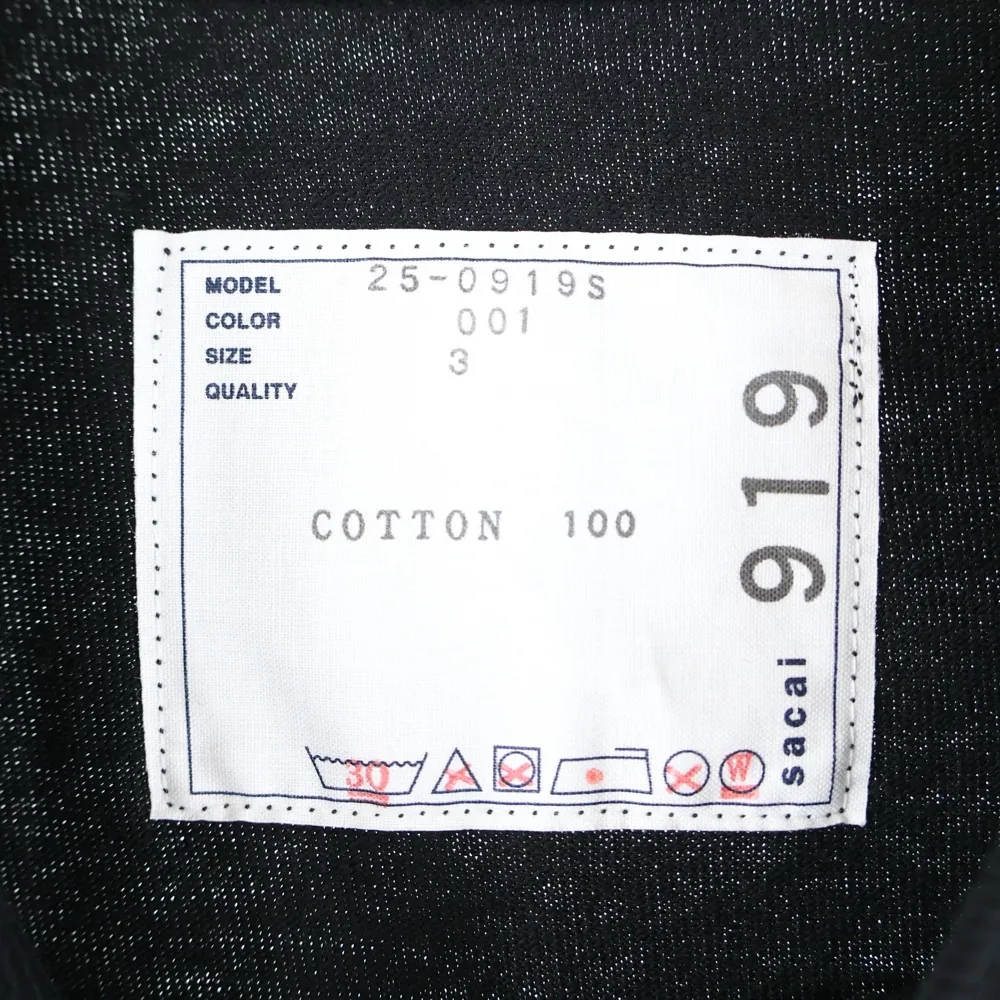 MODEL 25-0919S
COLOR 001
SIZE 3
QUALITY
COTTON 100
919
sacai
30
W